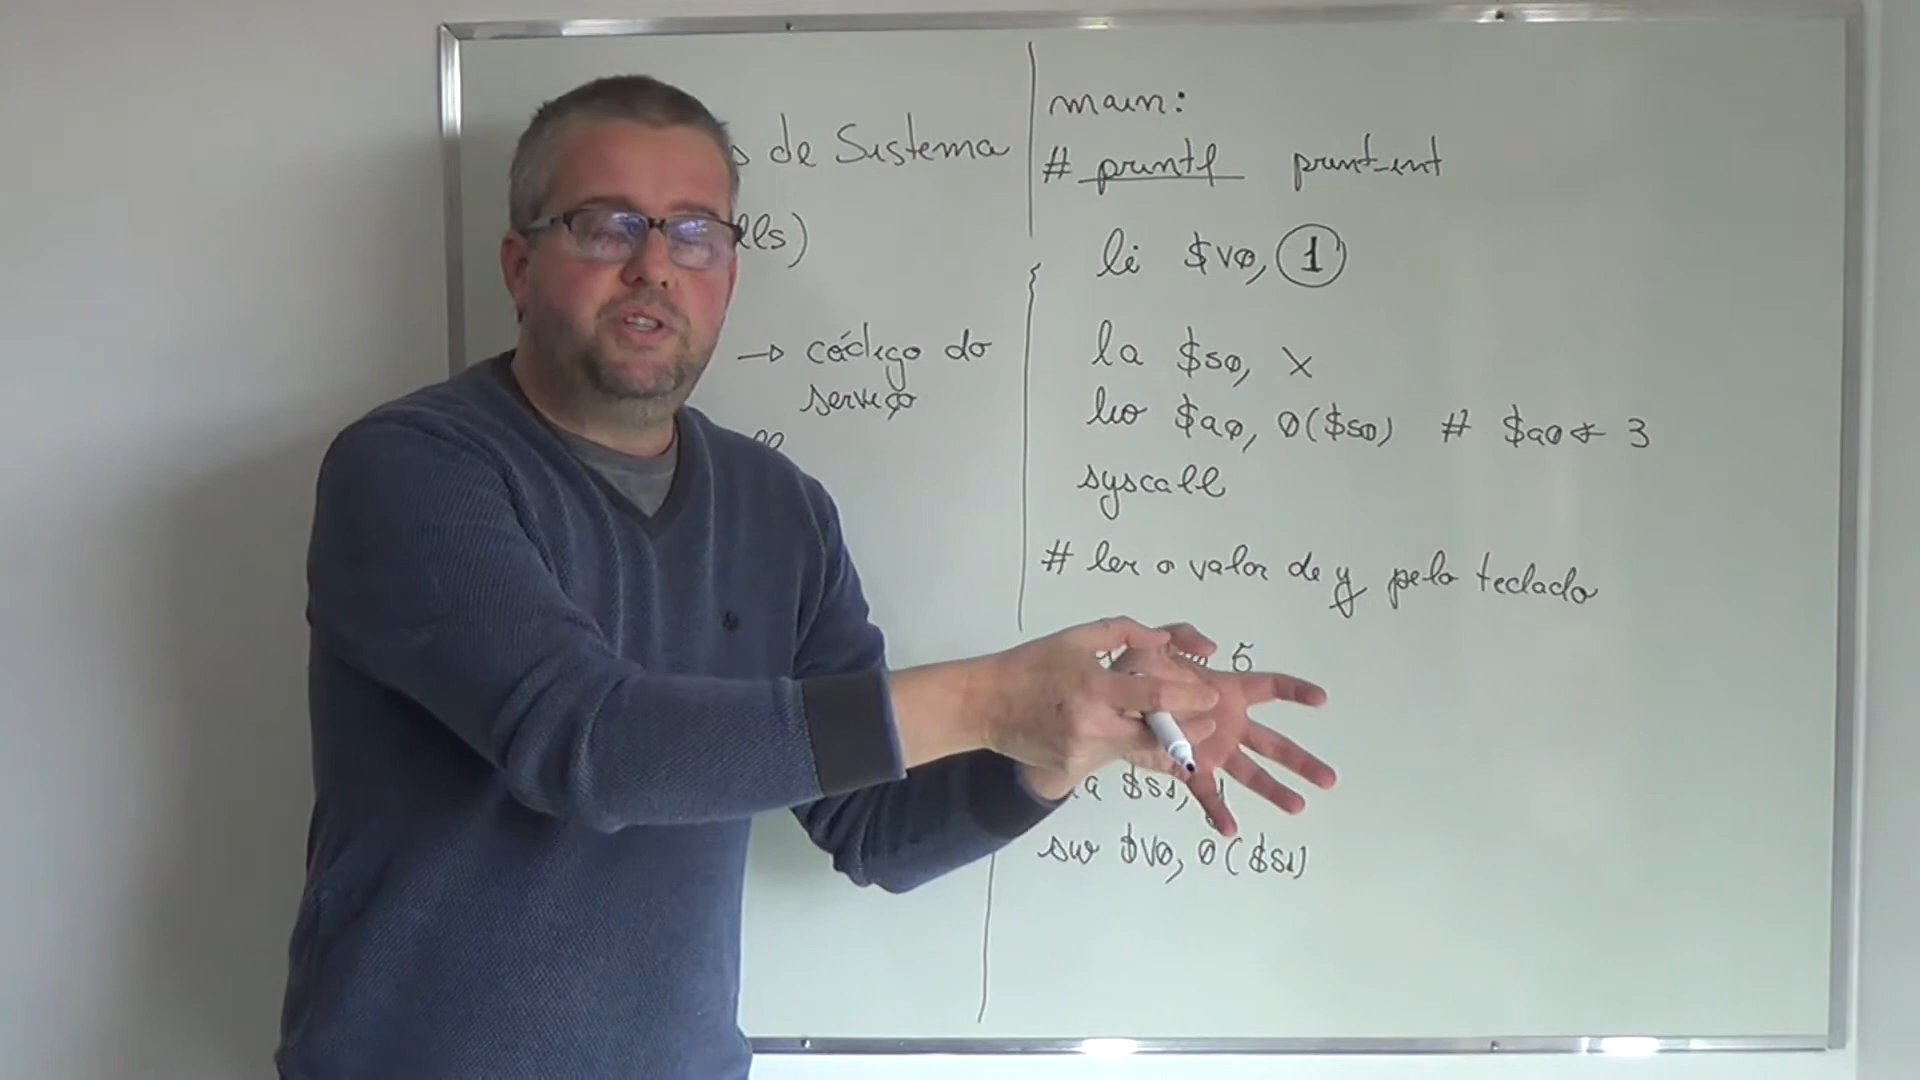 de Sistema
lls)
→ código do
serviço
ll
main:
# printf print_int
li $v0, 1
la $s0, x
lw $a0, 0($s0) # $a0 ← 3
syscall
# ler o valor de y pelo teclado
5
a $s1, y
sw $v0, 0($s1)